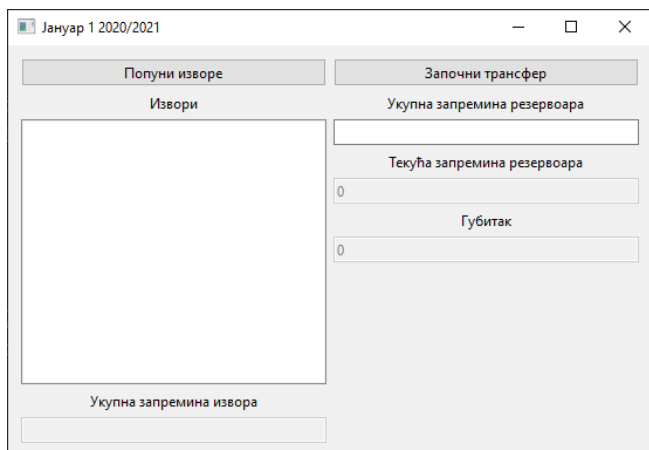 Јануар 1 2020/2021
Попуни изворе
Започни трансфер
Извори
Укупна запремина резервоара
Текућа запремина резервоара
0
Губитак
0
Укупна запремина извора